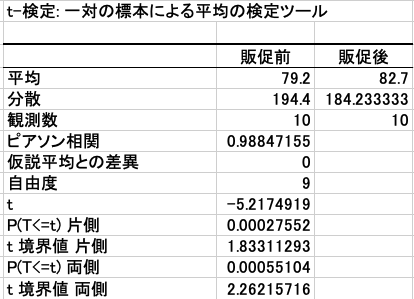 t-検定: 一対の標本による平均の検定ツール
販促前 販促後
平均 79.2 82.7
分散 194.4 184.233333
観測数 10 10
ピアソン相関 0.98847155
仮説平均との差異 0
自由度 9
t -5.2174919
P(T<=t) 片側 0.00027552
t 境界値 片側 1.83311293
P(T<=t) 両側 0.00055104
t 境界値 両側 2.26215716